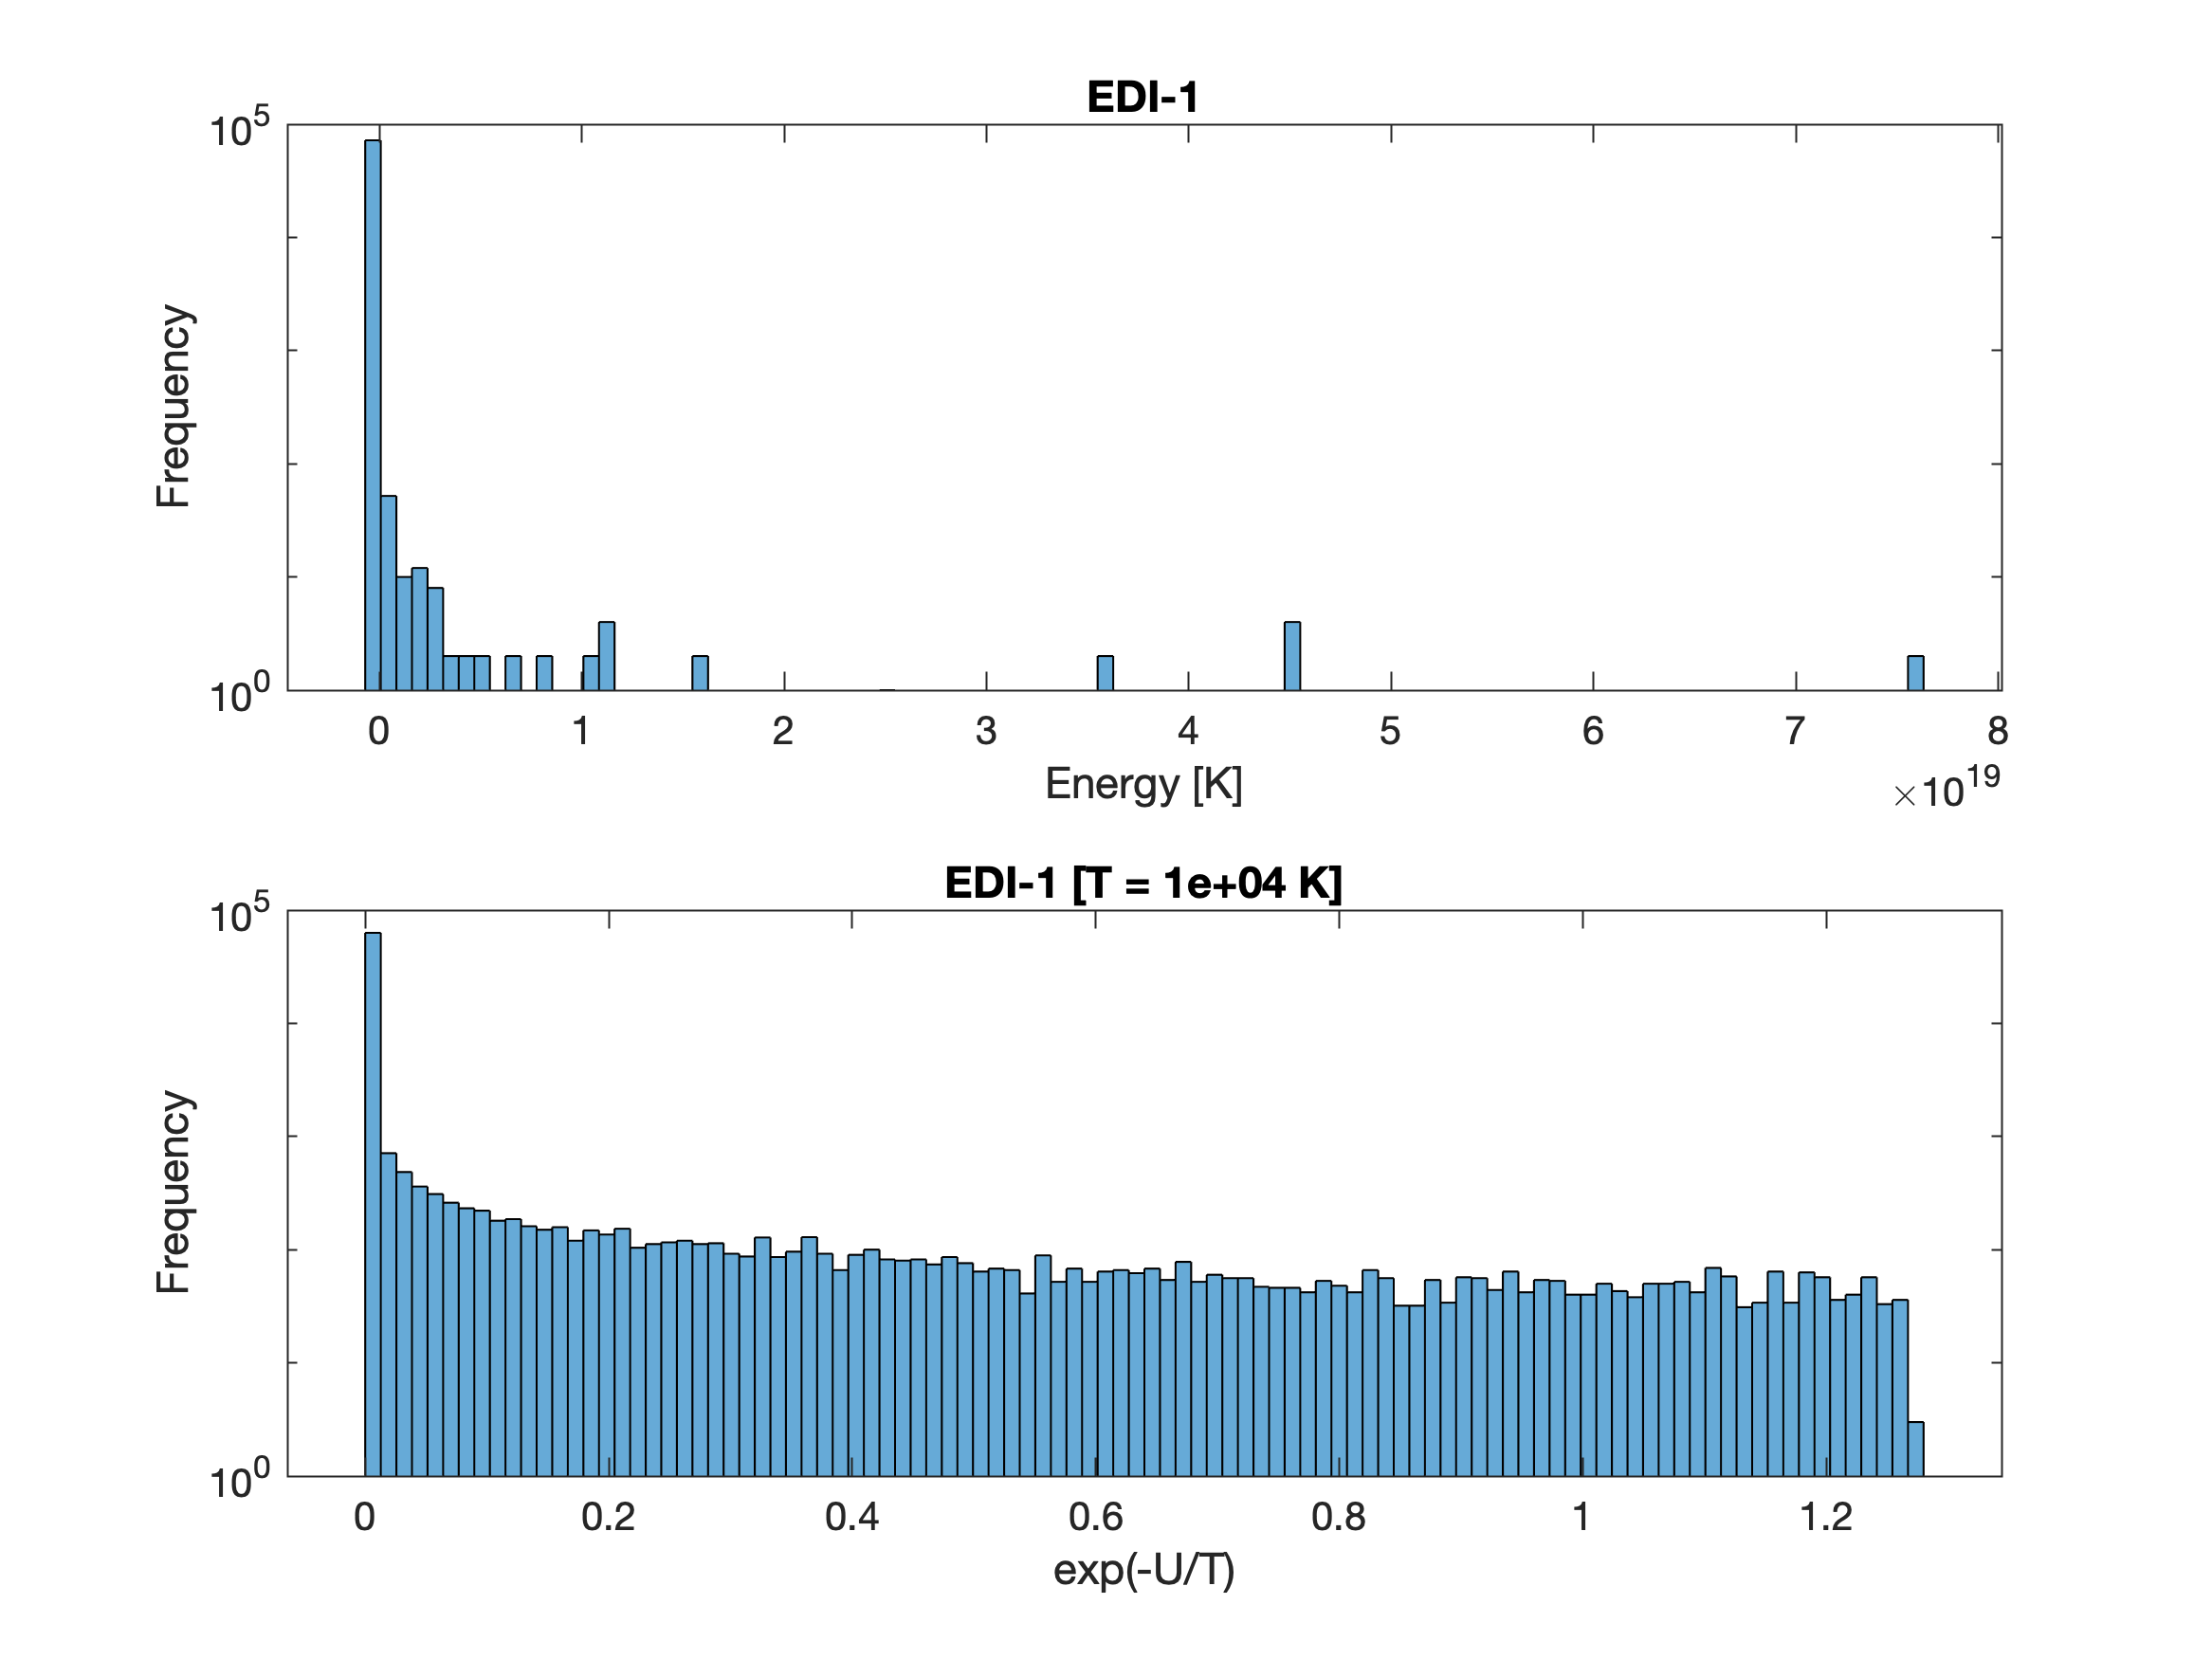 EDI-1
10^5
Frequency
10^0
0 1 2 3 4 5 6 7 8
Energy [K]
×10^19
EDI-1 [T = 1e+04 K]
10^5
Frequency
10^0
0 0.2 0.4 0.6 0.8 1 1.2
exp(-U/T)